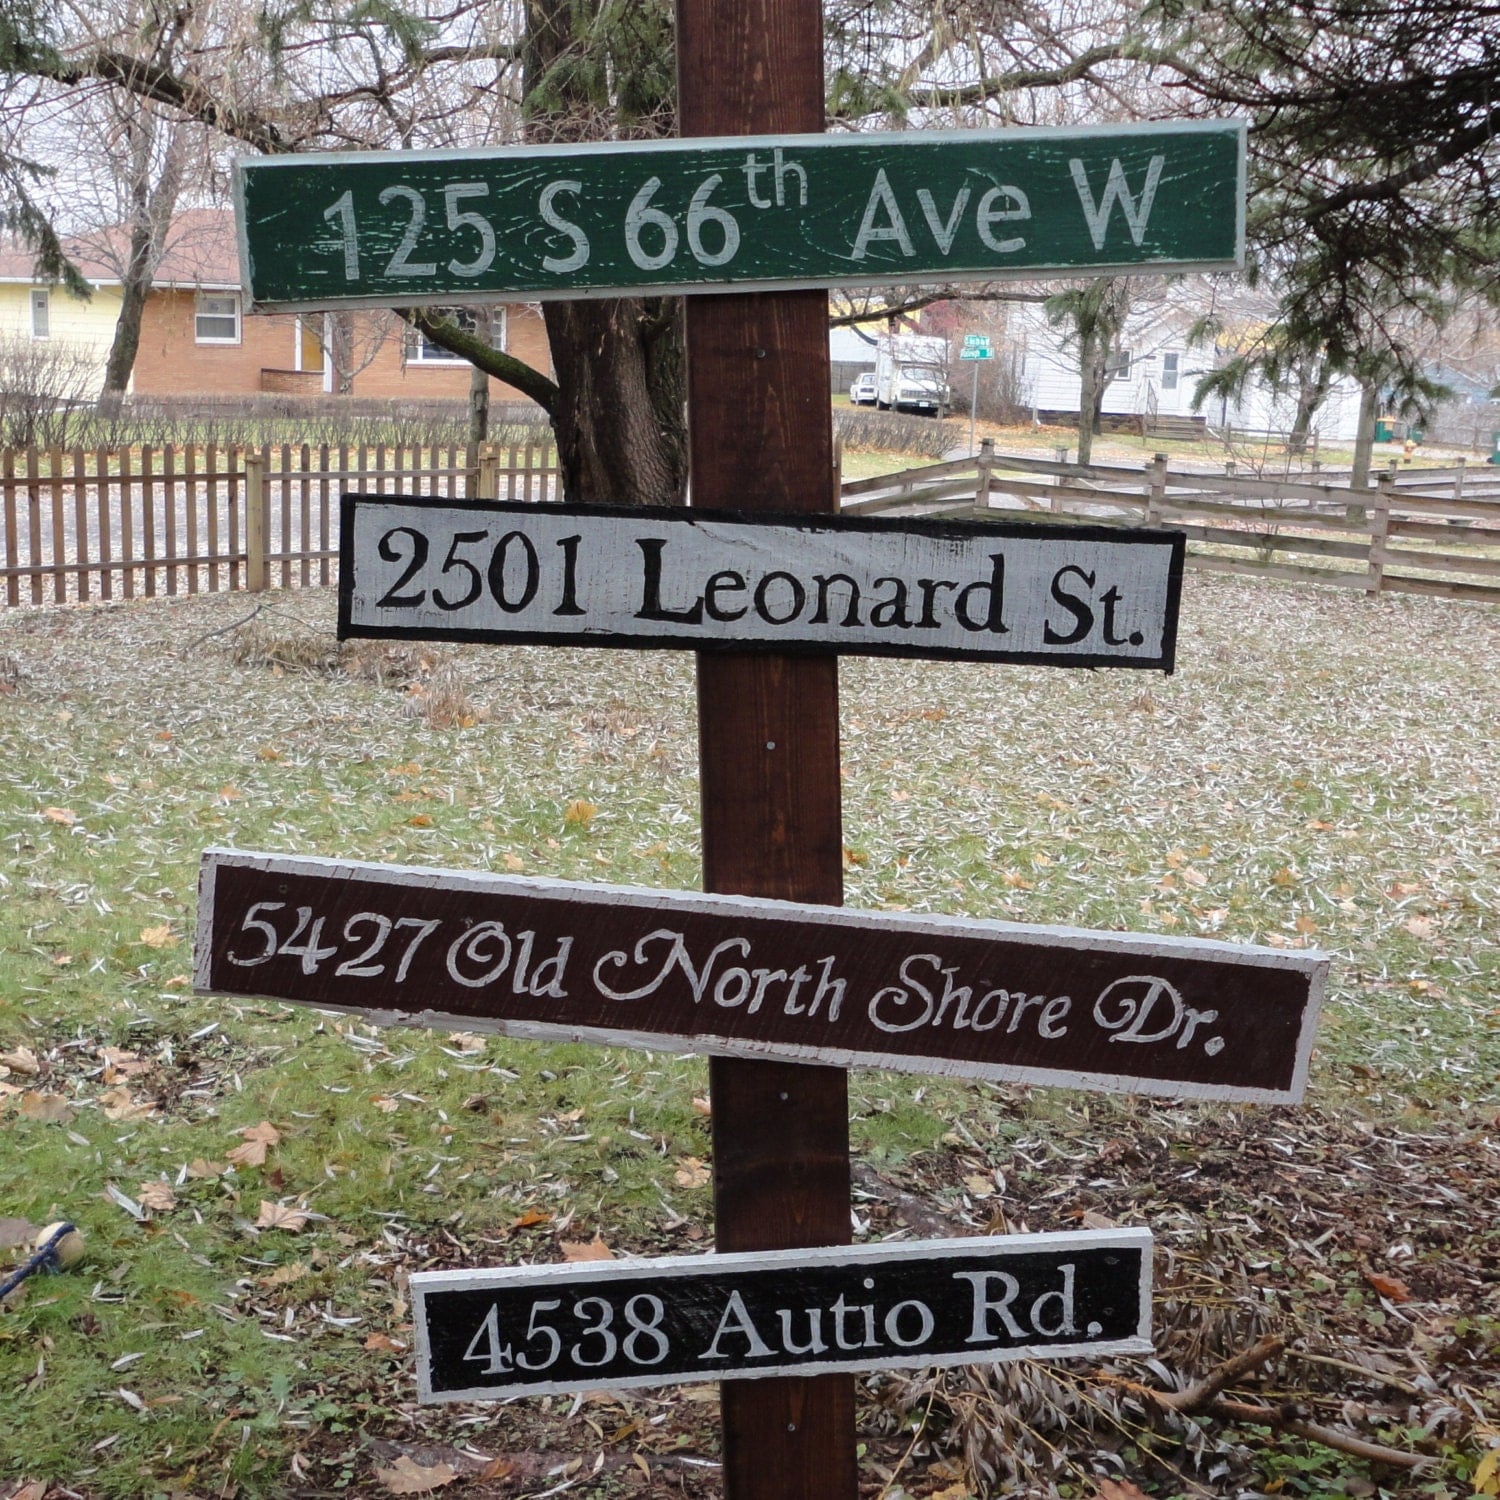 125 S 66th Ave W
2501 Leonard St.
5427 Old North Shore Dr.
4538 Autio Rd.